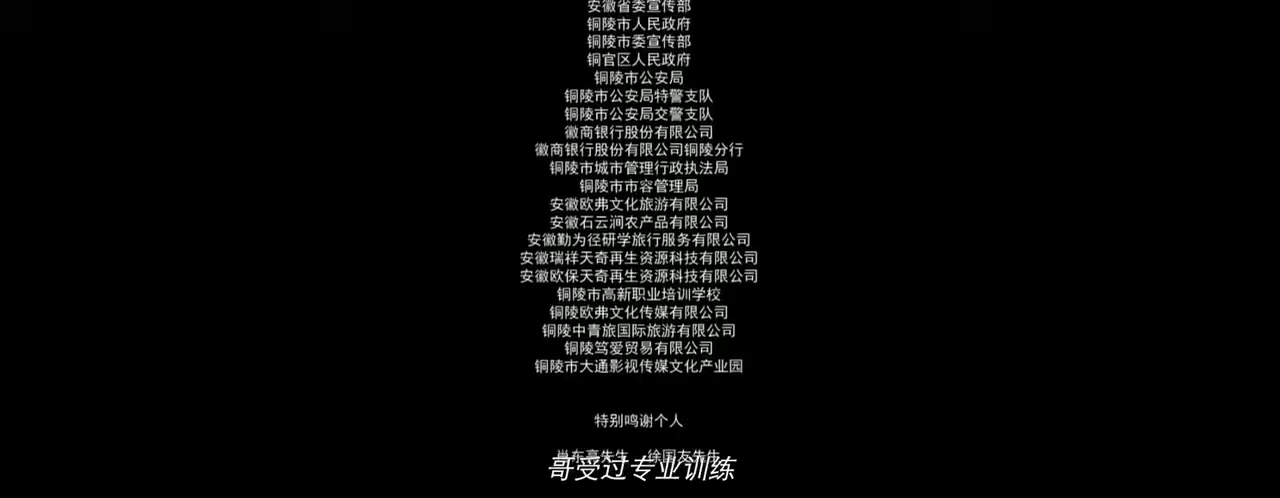 安徽省委宣传部
铜陵市人民政府
铜陵市委宣传部
铜官区人民政府
铜陵市公安局
铜陵市公安局特警支队
铜陵市公安局交警支队
徽商银行股份有限公司
徽商银行股份有限公司铜陵分行
铜陵市城市管理行政执法局
铜陵市市容管理局
安徽欧弗文化旅游有限公司
安徽石云涧农产品有限公司
安徽勤为径研学旅行服务有限公司
安徽瑞祥天奇再生资源科技有限公司
安徽欧保天奇再生资源科技有限公司
铜陵市高新职业培训学校
铜陵欧弗文化传媒有限公司
铜陵中青旅国际旅游有限公司
铜陵笃爱贸易有限公司
铜陵市大通影视传媒文化产业园
特别鸣谢个人
哥受过专业训练